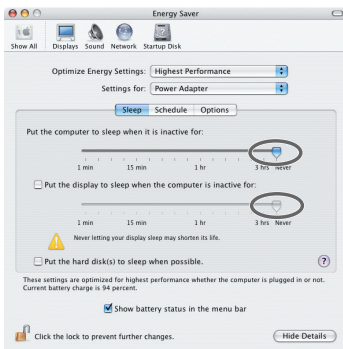 Energy Saver
Show All Displays Sound Network Startup Disk
Optimize Energy Settings: Highest Performance
Settings for: Power Adapter
Sleep Schedule Options
Put the computer to sleep when it is inactive for:
1 min 15 min 1 hr 3 hrs Never
Put the display to sleep when the computer is inactive for:
1 min 15 min 1 hr 3 hrs Never
Never letting your display sleep may shorten its life.
Put the hard disk(s) to sleep when possible. ?
These settings are optimized for highest performance whether the computer is plugged in or not.
Current battery charge is 94 percent.
Show battery status in the menu bar
Click the lock to prevent further changes. Hide Details